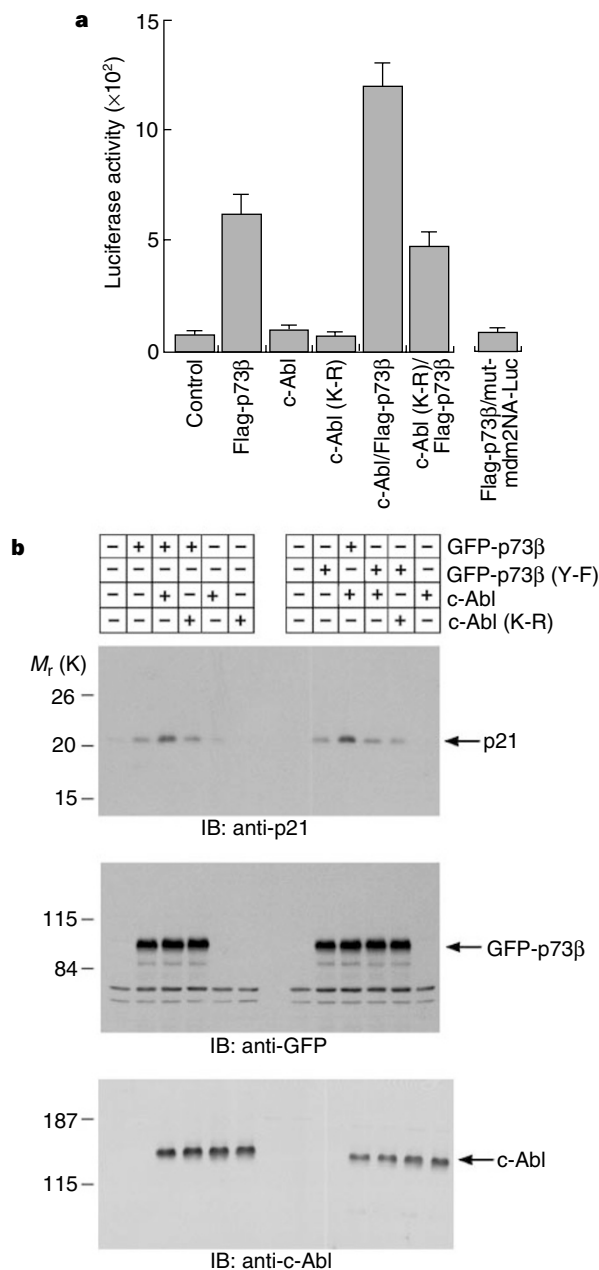 a
Luciferase activity (×10²)
15
10
5
0
Control
Flag-p73β
c-Abl
c-Abl (K-R)
c-Abl/Flag-p73β
c-Abl (K-R)/
Flag-p73β
Flag-p73β/mut-
mdm2NA-Luc
b
– + + + – – – – + – – – GFP-p73β
– – – – – – – + – + + – GFP-p73β (Y-F)
– – + – + – – – + + – + c-Abl
– – – + – + – – – – + – c-Abl (K-R)
Mr (K)
26
20
15
p21
IB: anti-p21
115
84
GFP-p73β
IB: anti-GFP
187
115
c-Abl
IB: anti-c-Abl